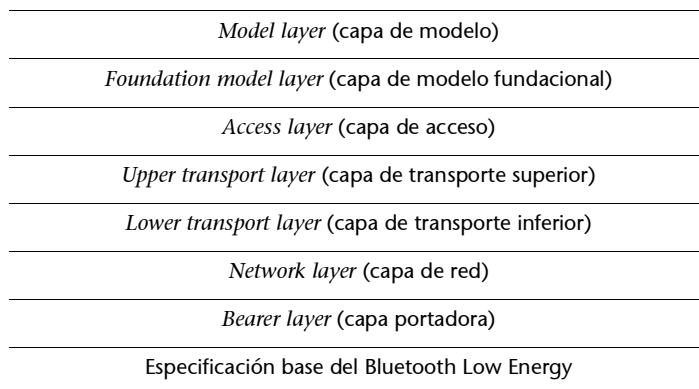 Model layer (capa de modelo)
Foundation model layer (capa de modelo fundacional)
Access layer (capa de acceso)
Upper transport layer (capa de transporte superior)
Lower transport layer (capa de transporte inferior)
Network layer (capa de red)
Bearer layer (capa portadora)
Especificación base del Bluetooth Low Energy